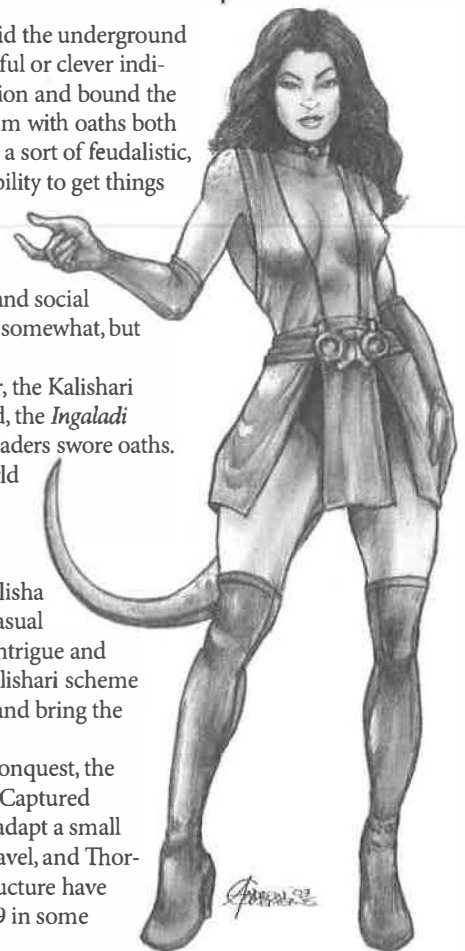 id the underground
ful or clever indi-
ion and bound the
m with oaths both
a sort of feudalistic,
bility to get things
and social
somewhat, but
r, the Kalishari
d, the Ingaladi
aders swore oaths.
rld
lisha
asual
ntrigue and
lishari scheme
and bring the
onquest, the
Captured
adapt a small
avel, and Thor-
ucture have
9 in some